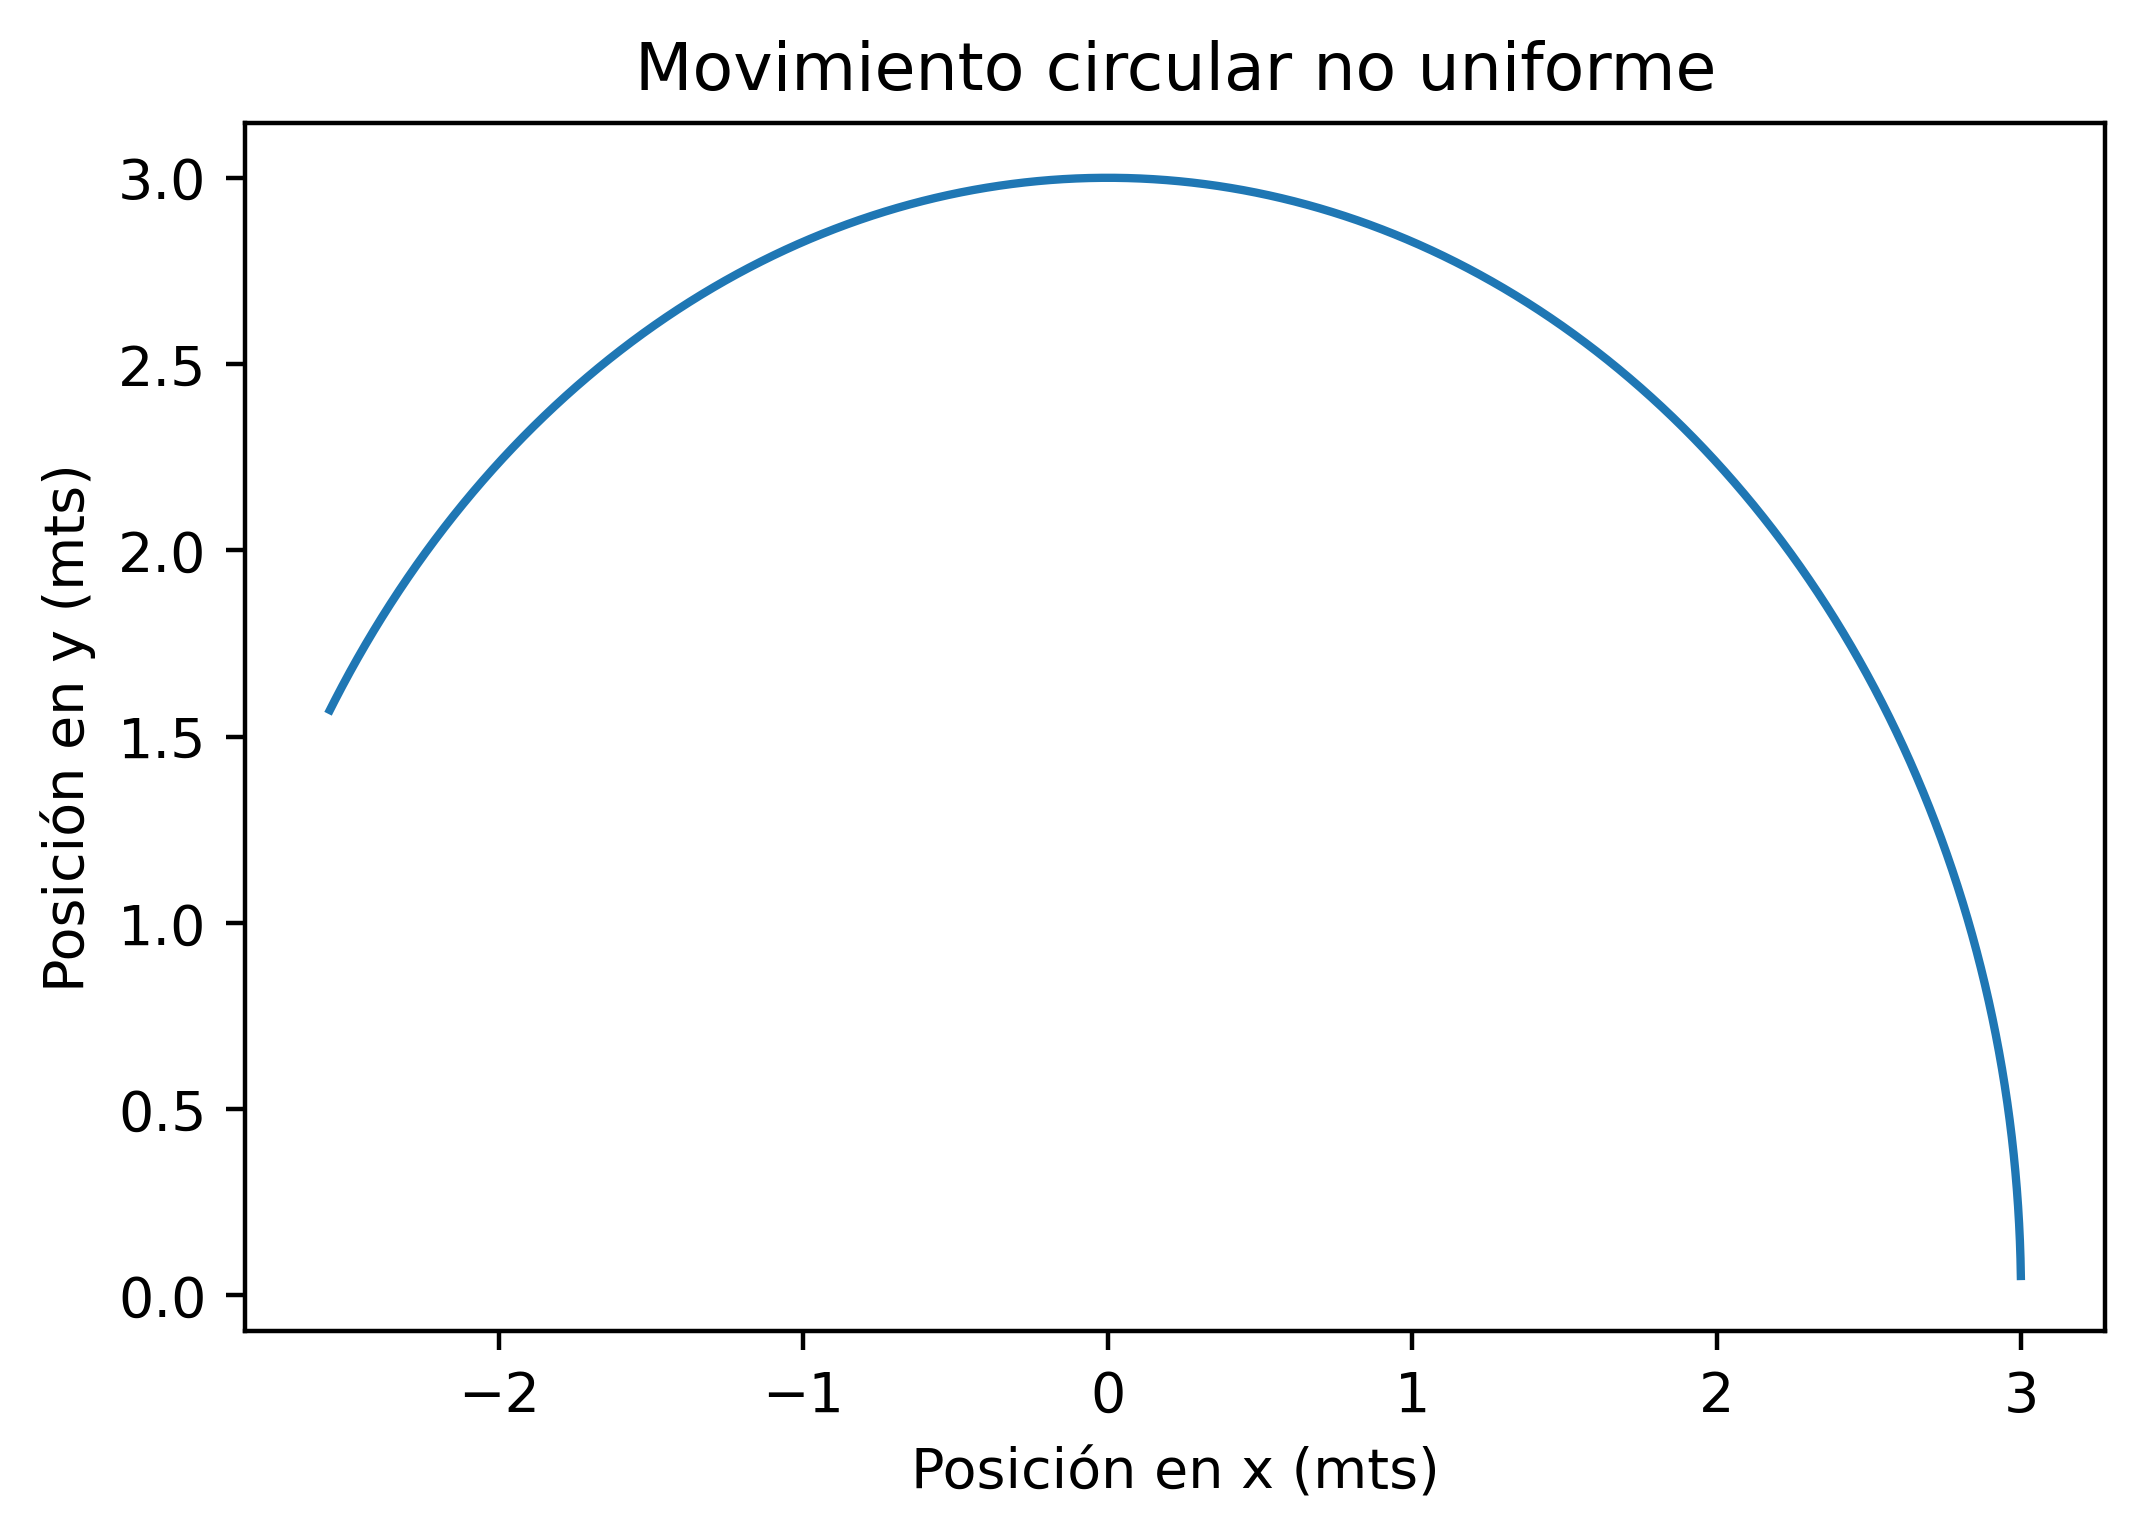 Movimiento circular no uniforme
3.0
2.5
2.0
1.5
1.0
0.5
0.0
Posición en y (mts)
−2 −1 0 1 2 3
Posición en x (mts)